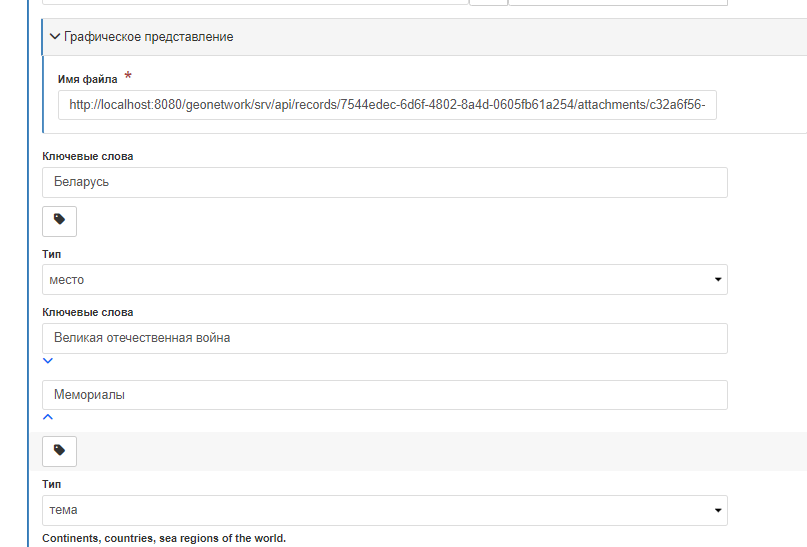 Графическое представление
Имя файла *
http://localhost:8080/geonetwork/srv/api/records/7544edec-6d6f-4802-8a4d-0605fb61a254/attachments/c32a6f56-
Ключевые слова
Беларусь
Тип
место
Ключевые слова
Великая отечественная война
Мемориалы
Тип
тема
Continents, countries, sea regions of the world.